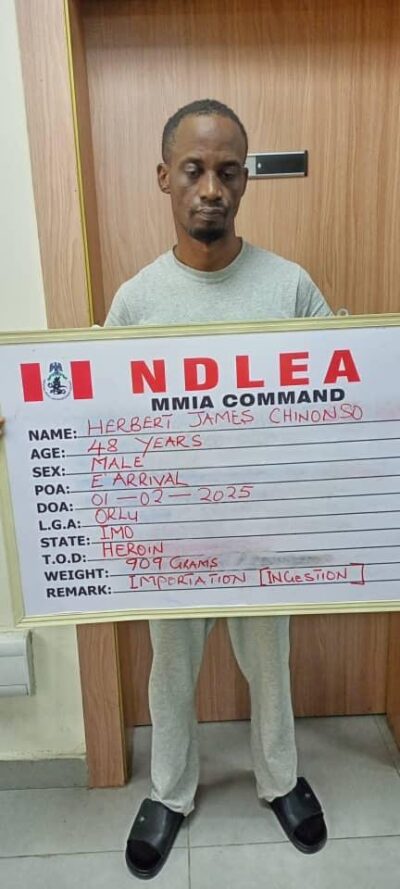 NDLEA
MMIA COMMAND
NAME: HERBERT JAMES CHINONSO
AGE: 48 YEARS
SEX: MALE
POA: E' ARRIVAL
DOA: 01-02-2025
L.G.A: ORLU
STATE: IMO
T.O.D: HEROIN
WEIGHT: 909 GRAMS
REMARK: IMPORTATION [INGESTION]